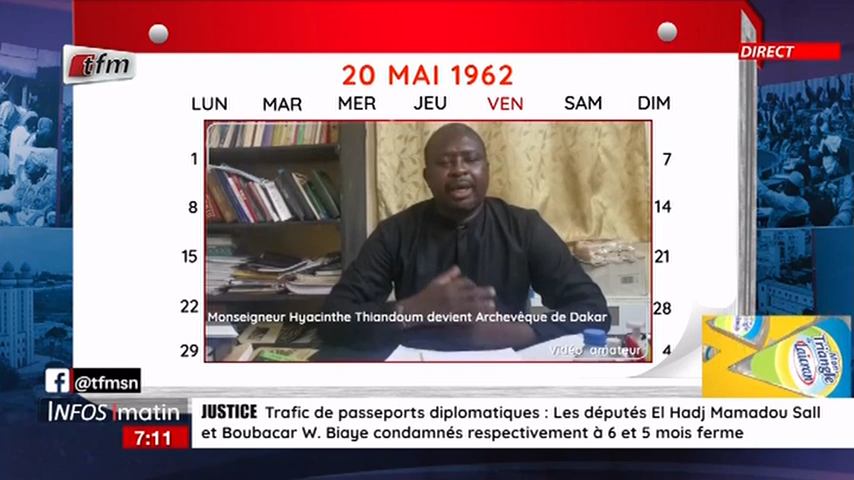 tfm
DIRECT
20 MAI 1962
LUN MAR MER JEU VEN SAM DIM
1 7
8 14
15 21
22 28
29 4
Monseigneur Hyacinthe Thiandoum devient Archevêque de Dakar
Vidéo amateur
Mon
Triangle
@tfmsn
INFOS matin
7:11
JUSTICE Trafic de passeports diplomatiques : Les députés El Hadj Mamadou Sall
et Boubacar W. Biaye condamnés respectivement à 6 et 5 mois ferme